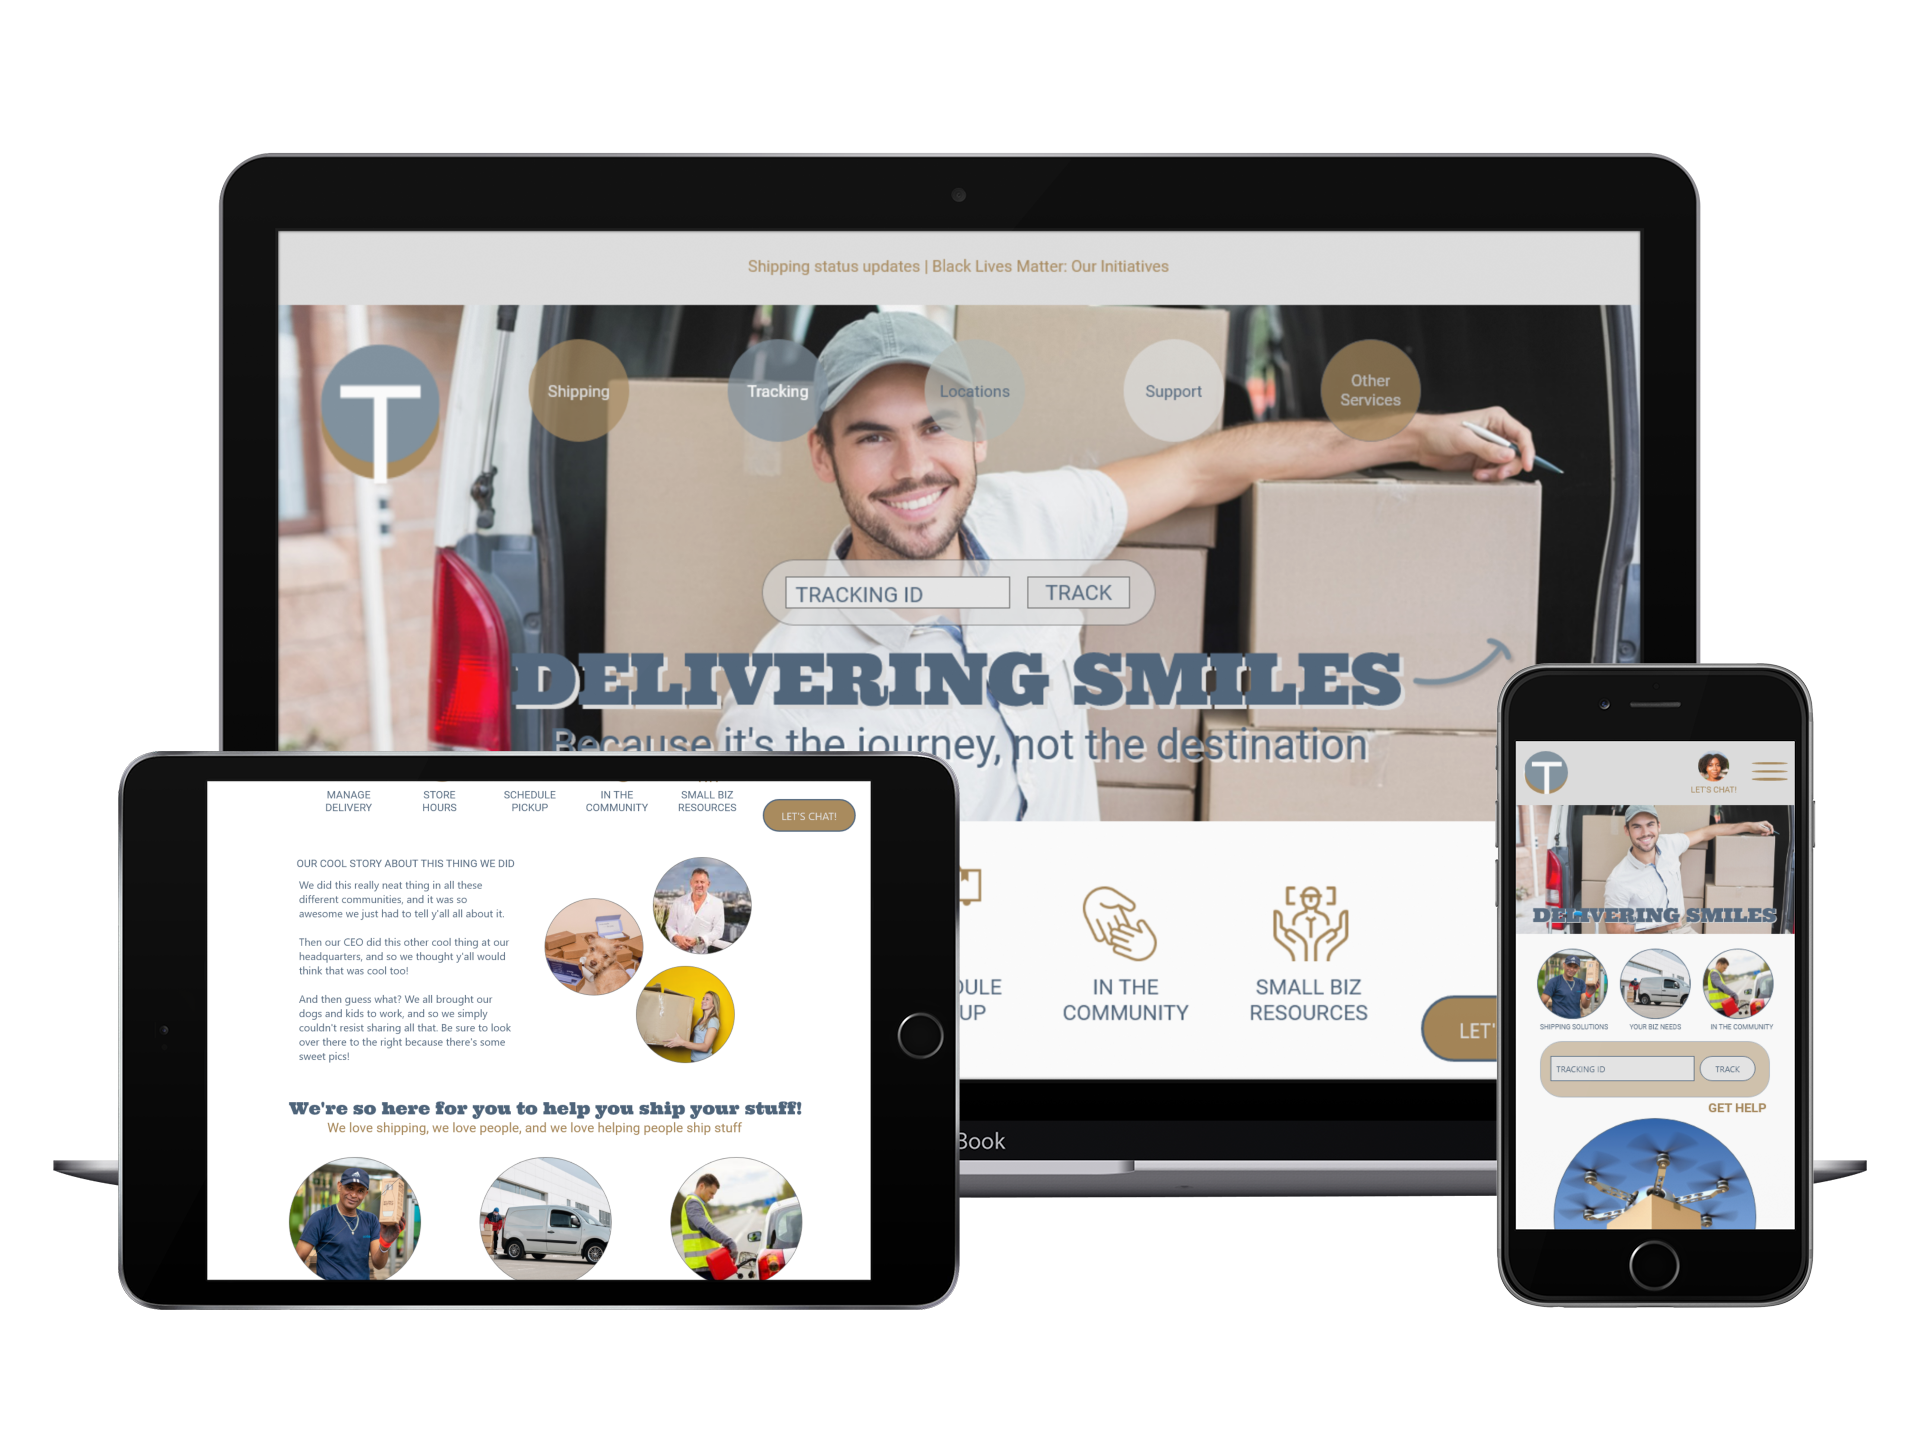 Shipping status updates | Black Lives Matter: Our Initiatives
T
Shipping
Tracking
Locations
Support
Other
Services
TRACKING ID
TRACK
DELIVERING SMILES
Because it's the journey, not the destination
DULE
UP
IN THE
COMMUNITY
SMALL BIZ
RESOURCES
LET'
Book
MANAGE
DELIVERY
STORE
HOURS
SCHEDULE
PICKUP
IN THE
COMMUNITY
SMALL BIZ
RESOURCES
LET'S CHAT!
OUR COOL STORY ABOUT THIS THING WE DID
We did this really neat thing in all these
different communities, and it was so
awesome we just had to tell y'all all about it.
Then our CEO did this other cool thing at our
headquarters, and so we thought y'all would
think that was cool too!
And then guess what? We all brought our
dogs and kids to work, and so we simply
couldn't resist sharing all that. Be sure to look
over there to the right because there's some
sweet pics!
We're so here for you to help you ship your stuff!
We love shipping, we love people, and we love helping people ship stuff
T
LET'S CHAT!
DELIVERING SMILES
SHIPPING SOLUTIONS
YOUR BIZ NEEDS
IN THE COMMUNITY
TRACKING ID
TRACK
GET HELP